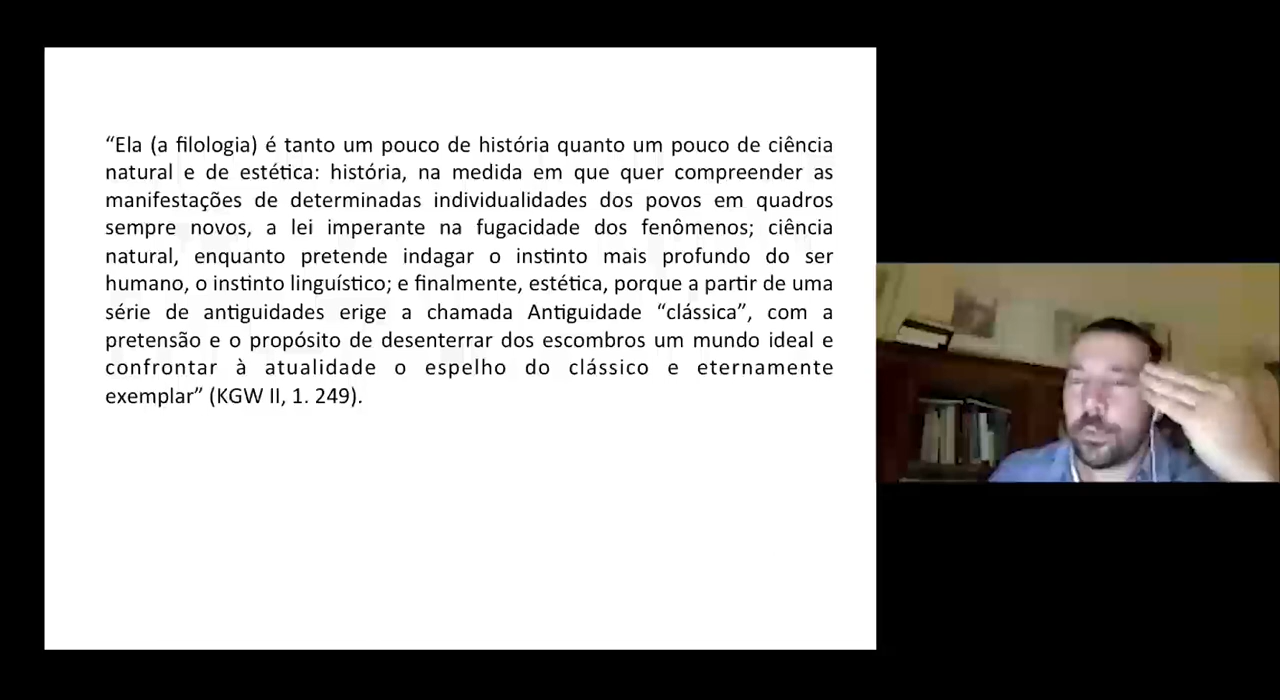 “Ela (a filologia) é tanto um pouco de história quanto um pouco de ciência
natural e de estética: história, na medida em que quer compreender as
manifestações de determinadas individualidades dos povos em quadros
sempre novos, a lei imperante na fugacidade dos fenômenos; ciência
natural, enquanto pretende indagar o instinto mais profundo do ser
humano, o instinto linguístico; e finalmente, estética, porque a partir de uma
série de antiguidades erige a chamada Antiguidade “clássica”, com a
pretensão e o propósito de desenterrar dos escombros um mundo ideal e
confrontar à atualidade o espelho do clássico e eternamente
exemplar” (KGW II, 1. 249).